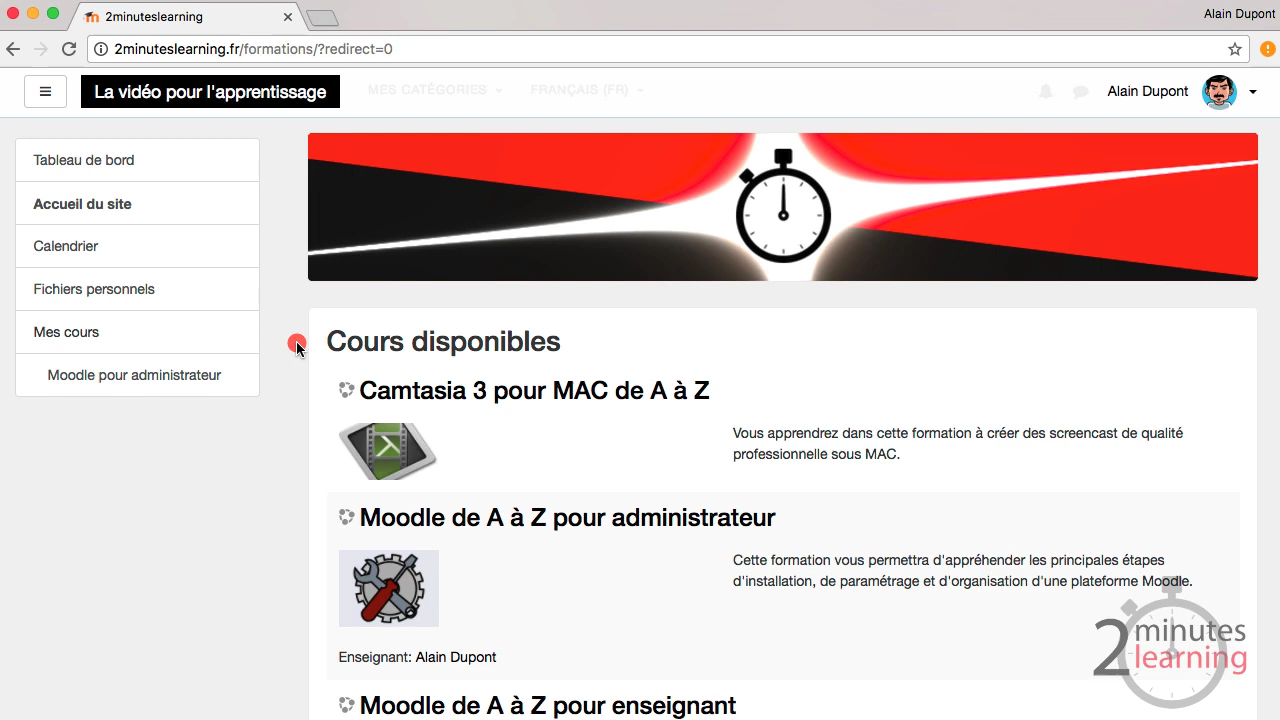 2minuteslearning
Alain Dupont
2minuteslearning.fr/formations/?redirect=0
La vidéo pour l'apprentissage
MES CATÉGORIES
FRANÇAIS (FR)
Alain Dupont
Tableau de bord
Accueil du site
Calendrier
Fichiers personnels
Mes cours
Moodle pour administrateur
Cours disponibles
Camtasia 3 pour MAC de A à Z
Vous apprendrez dans cette formation à créer des screencast de qualité
professionnelle sous MAC.
Moodle de A à Z pour administrateur
Cette formation vous permettra d'appréhender les principales étapes
d'installation, de paramétrage et d'organisation d'une plateforme Moodle.
Enseignant: Alain Dupont
2minutes
learning
Moodle de A à Z pour enseignant